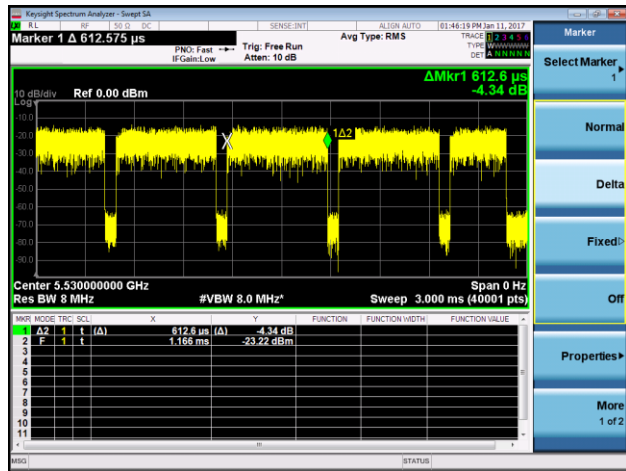 Keysight Spectrum Analyzer - Swept SA
RL RF 50 Ω DC SENSE:INT ALIGN AUTO 01:46:19 PM Jan 11, 2017
Marker 1 Δ 612.575 µs
PNO: Fast
IFGain:Low
Trig: Free Run
Atten: 10 dB
Avg Type: RMS
TRACE 1 2 3 4 5 6
TYPE WWWWWW
DET A N N N N N
ΔMkr1 612.6 µs
-4.34 dB
10 dB/div Ref 0.00 dBm
Log
-10.0
-20.0
-30.0
-40.0
-50.0
-60.0
-70.0
-80.0
-90.0
X
1Δ2
Center 5.530000000 GHz Span 0 Hz
Res BW 8 MHz #VBW 8.0 MHz* Sweep 3.000 ms (40001 pts)
MKR MODE TRC SCL X Y FUNCTION FUNCTION WIDTH FUNCTION VALUE
1 Δ2 1 t (Δ) 612.6 µs (Δ) -4.34 dB
2 F 1 t 1.166 ms -23.22 dBm
3
4
5
6
7
8
9
10
11
MSG STATUS
Marker
Select Marker
1
Normal
Delta
Fixed
Off
Properties
More
1 of 2